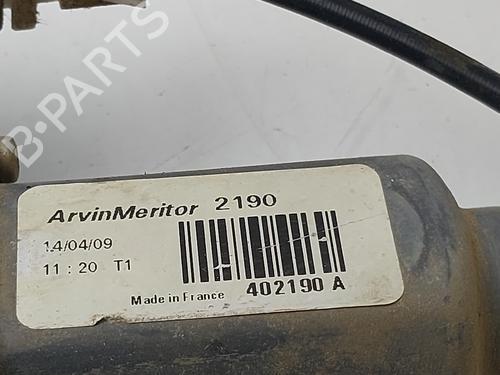 B-PARTS
ArvinMeritor 2190
14/04/09
11 : 20 T1
402190 A
Made in France